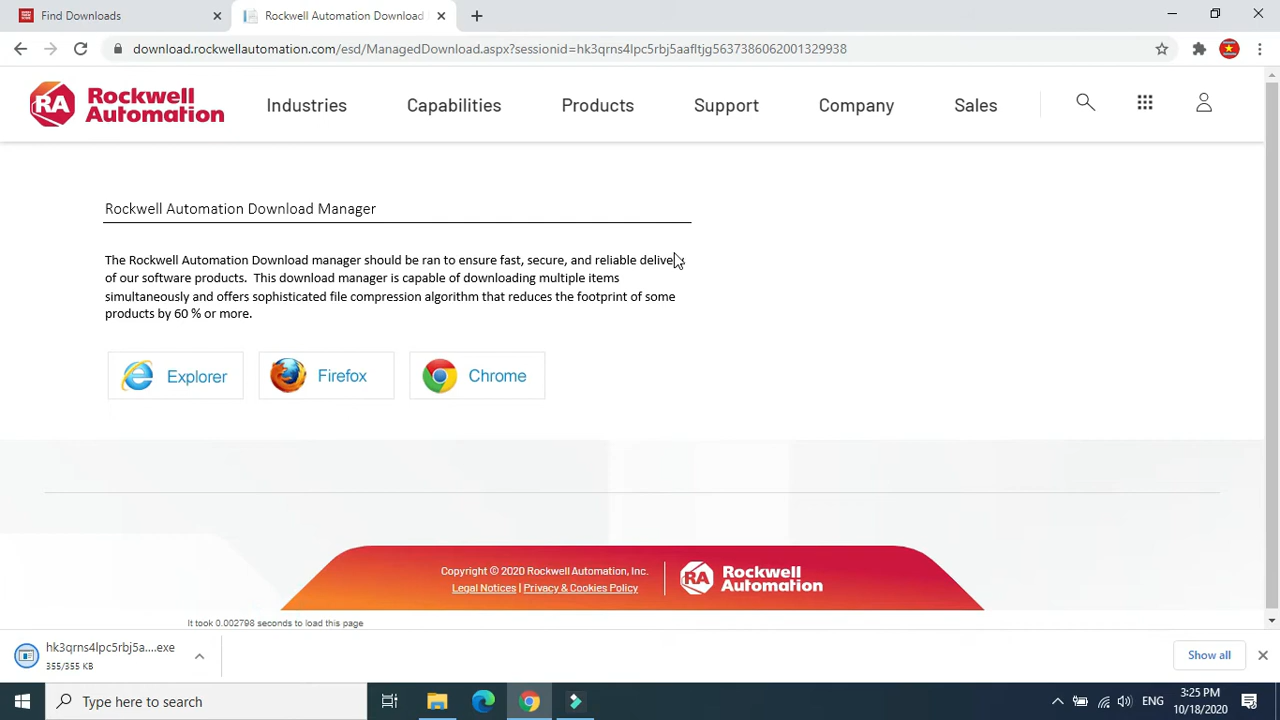 Find Downloads
Rockwell Automation Download
download.rockwellautomation.com/esd/ManagedDownload.aspx?sessionid=hk3qrns4lpc5rbj5aafltjg5637386062001329938
RA Rockwell Automation
Industries
Capabilities
Products
Support
Company
Sales
Rockwell Automation Download Manager
The Rockwell Automation Download manager should be ran to ensure fast, secure, and reliable delivery
of our software products. This download manager is capable of downloading multiple items
simultaneously and offers sophisticated file compression algorithm that reduces the footprint of some
products by 60 % or more.
Explorer
Firefox
Chrome
Copyright © 2020 Rockwell Automation, Inc.
Legal Notices | Privacy & Cookies Policy
RA Rockwell Automation
It took 0.002798 seconds to load this page
hk3qrns4lpc5rbj5a....exe
355/355 KB
Show all
Type here to search
ENG
3:25 PM
10/18/2020